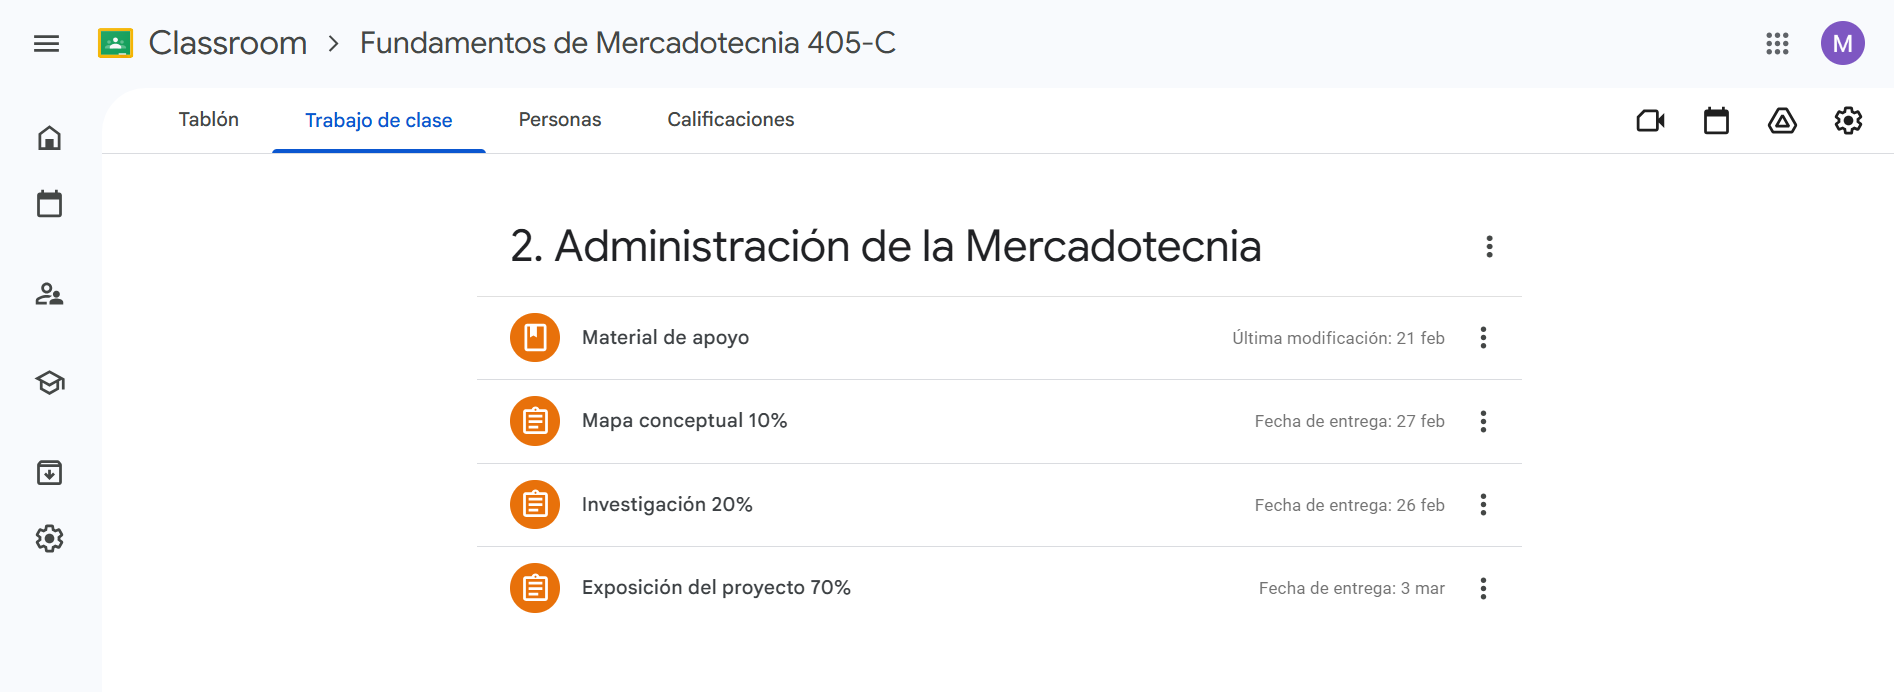 Classroom > Fundamentos de Mercadotecnia 405-C
M
Tablón Trabajo de clase Personas Calificaciones
2. Administración de la Mercadotecnia
Material de apoyo Última modificación: 21 feb
Mapa conceptual 10% Fecha de entrega: 27 feb
Investigación 20% Fecha de entrega: 26 feb
Exposición del proyecto 70% Fecha de entrega: 3 mar